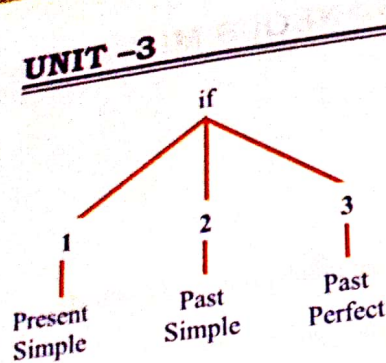 UNIT –3
if
1
2
3
Present
Simple
Past
Simple
Past
Perfect